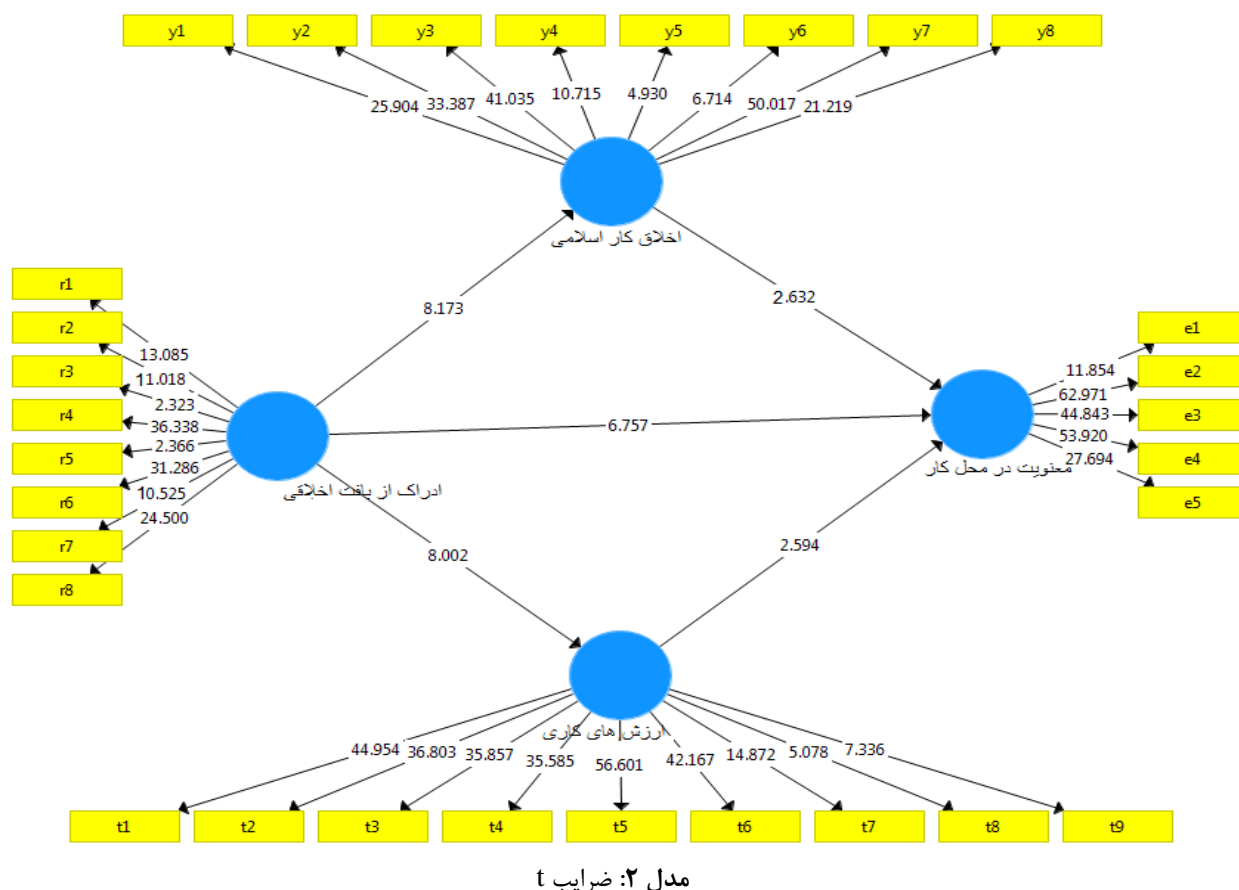 y1 y2 y3 y4 y5 y6 y7 y8
25.904 33.387 41.035 10.715 4.930 6.714 50.017 21.219
اخلاق کار اسلامی
8.173
2.632
r1
r2
r3
r4
r5
r6
r7
r8
13.085
11.018
2.323
36.338
2.366
31.286
10.525
24.500
ادراک از بافت اخلاقی
6.757
e1
e2
e3
e4
e5
11.854
62.971
44.843
53.920
27.694
معنویت در محل کار
8.002
2.594
ارزش های کاری
44.954 36.803 35.857 35.585 56.601 42.167 14.872 5.078 7.336
t1 t2 t3 t4 t5 t6 t7 t8 t9
مدل ۲: ضرایب t